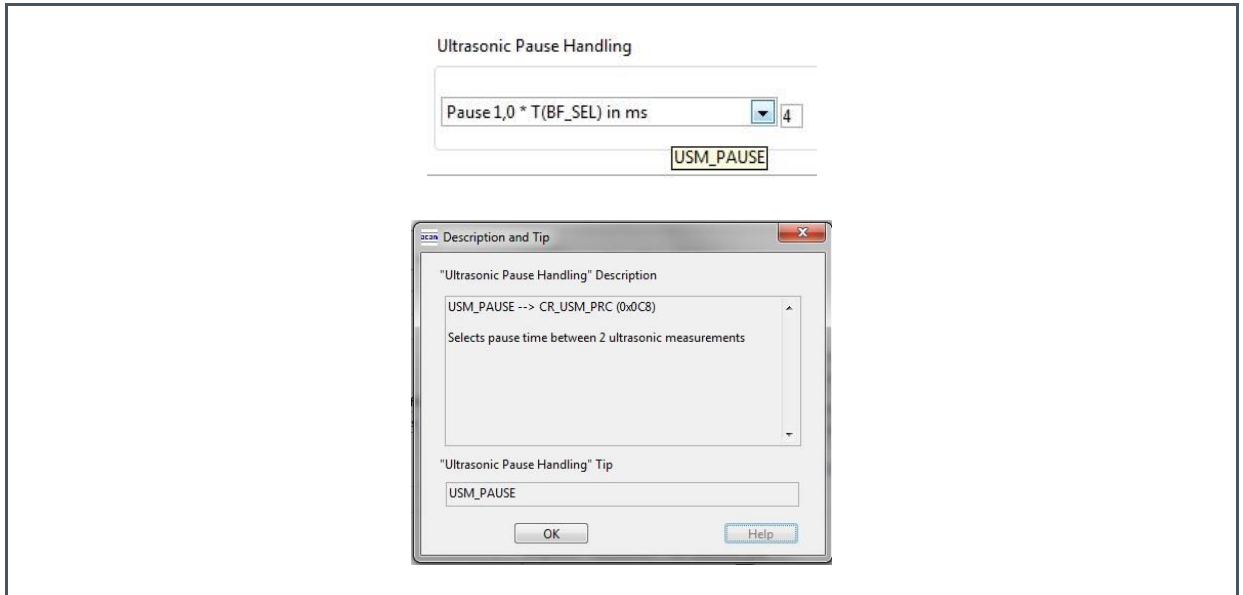 Ultrasonic Pause Handling
Pause 1,0 * T(BF_SEL) in ms
4
USM_PAUSE
Description and Tip
"Ultrasonic Pause Handling" Description
USM_PAUSE --> CR_USM_PRC (0x0C8)
Selects pause time between 2 ultrasonic measurements
"Ultrasonic Pause Handling" Tip
USM_PAUSE
OK
Help